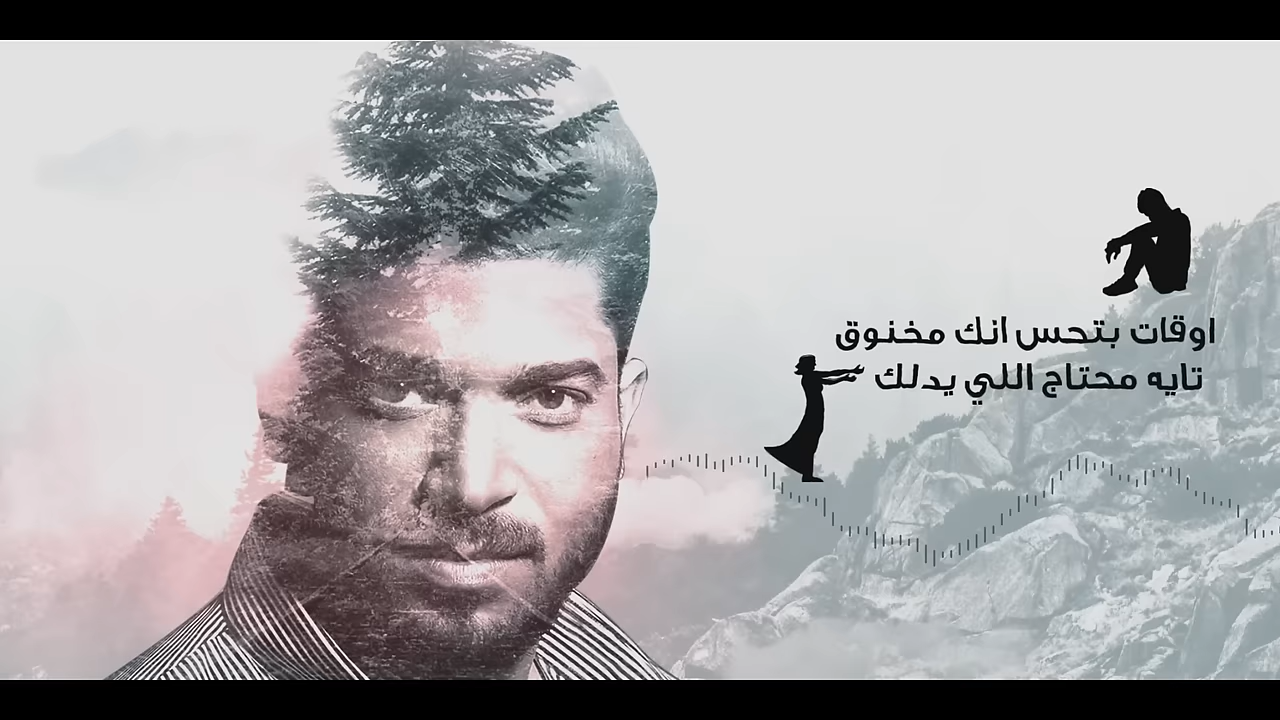 اوقات بتحس انك مخنوق
تايه محتاج اللي يدلك